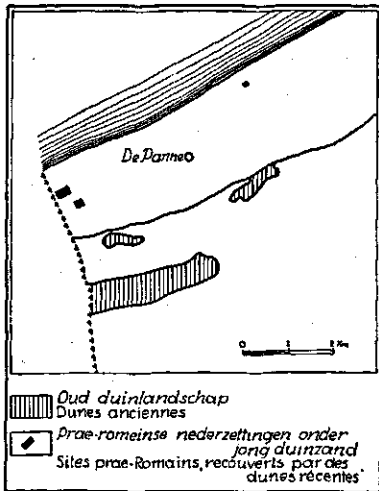 De Panne
0 1 2 Km
Oud duinlandschap
Dunes anciennes
Prae-romeinse nederzettingen onder
jong duinzand
Sites prae-Romains, recouverts par des
dunes récentes